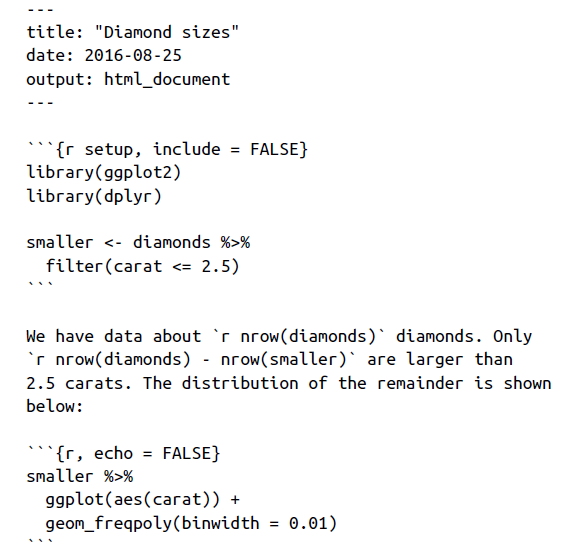 ---
title: "Diamond sizes"
date: 2016-08-25
output: html_document
---
```{r setup, include = FALSE}
library(ggplot2)
library(dplyr)
smaller <- diamonds %>%
  filter(carat <= 2.5)
```
We have data about `r nrow(diamonds)` diamonds. Only
`r nrow(diamonds) - nrow(smaller)` are larger than
2.5 carats. The distribution of the remainder is shown
below:
```{r, echo = FALSE}
smaller %>%
  ggplot(aes(carat)) +
  geom_freqpoly(binwidth = 0.01)
```